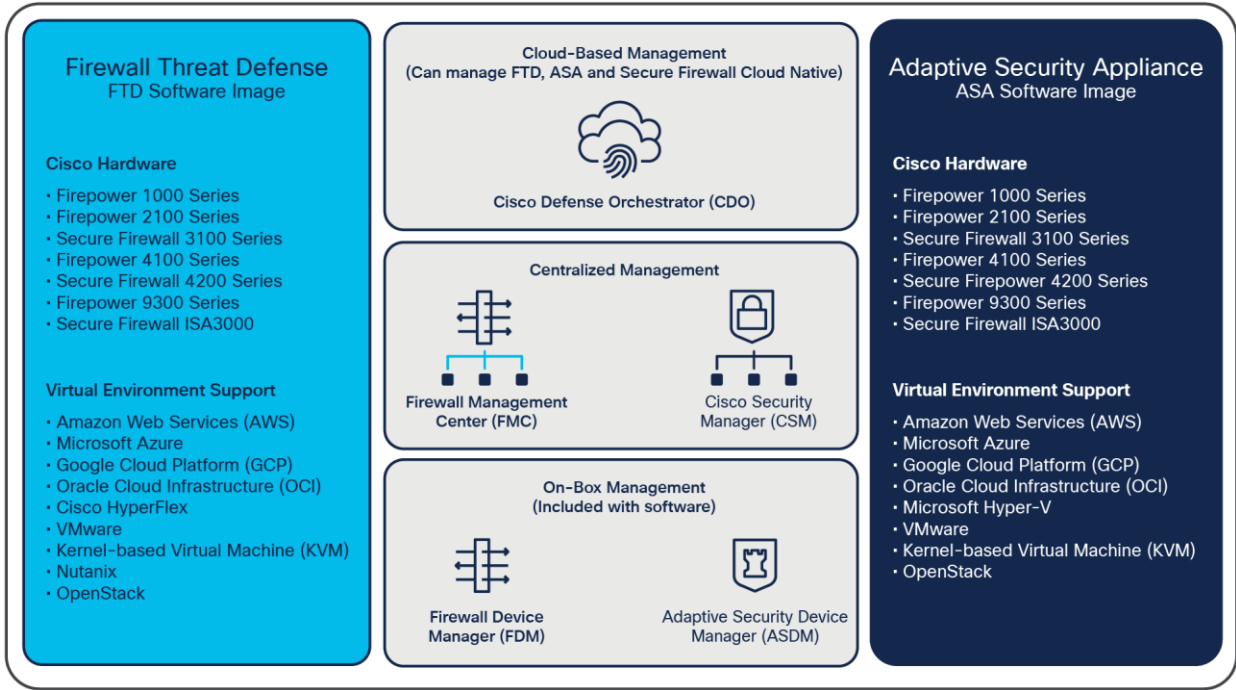 Firewall Threat Defense
FTD Software Image
Cisco Hardware
· Firepower 1000 Series
· Firepower 2100 Series
· Secure Firewall 3100 Series
· Firepower 4100 Series
· Secure Firewall 4200 Series
· Firepower 9300 Series
· Secure Firewall ISA3000
Virtual Environment Support
· Amazon Web Services (AWS)
· Microsoft Azure
· Google Cloud Platform (GCP)
· Oracle Cloud Infrastructure (OCI)
· Cisco HyperFlex
· VMware
· Kernel-based Virtual Machine (KVM)
· Nutanix
· OpenStack
Cloud-Based Management
(Can manage FTD, ASA and Secure Firewall Cloud Native)
Cisco Defense Orchestrator (CDO)
Centralized Management
Firewall Management
Center (FMC)
Cisco Security
Manager (CSM)
On-Box Management
(Included with software)
Firewall Device
Manager (FDM)
Adaptive Security Device
Manager (ASDM)
Adaptive Security Appliance
ASA Software Image
Cisco Hardware
· Firepower 1000 Series
· Firepower 2100 Series
· Secure Firewall 3100 Series
· Firepower 4100 Series
· Secure Firepower 4200 Series
· Firepower 9300 Series
· Secure Firewall ISA3000
Virtual Environment Support
· Amazon Web Services (AWS)
· Microsoft Azure
· Google Cloud Platform (GCP)
· Oracle Cloud Infrastructure (OCI)
· Microsoft Hyper-V
· VMware
· Kernel-based Virtual Machine (KVM)
· OpenStack